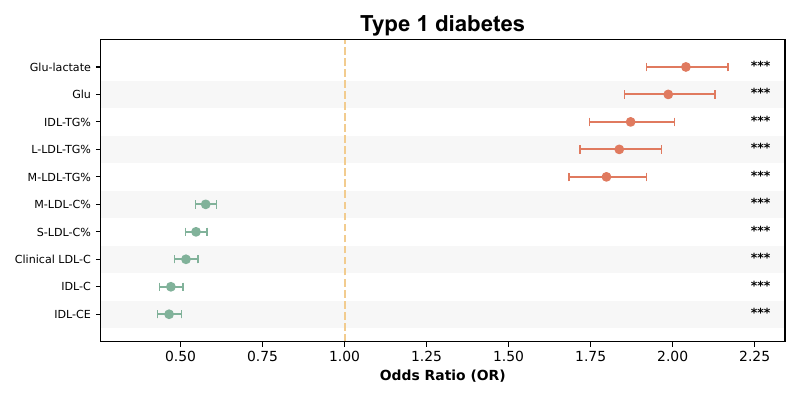 Type 1 diabetes
Glu-lactate ***
Glu ***
IDL-TG% ***
L-LDL-TG% ***
M-LDL-TG% ***
M-LDL-C% ***
S-LDL-C% ***
Clinical LDL-C ***
IDL-C ***
IDL-CE ***
0.50 0.75 1.00 1.25 1.50 1.75 2.00 2.25
Odds Ratio (OR)